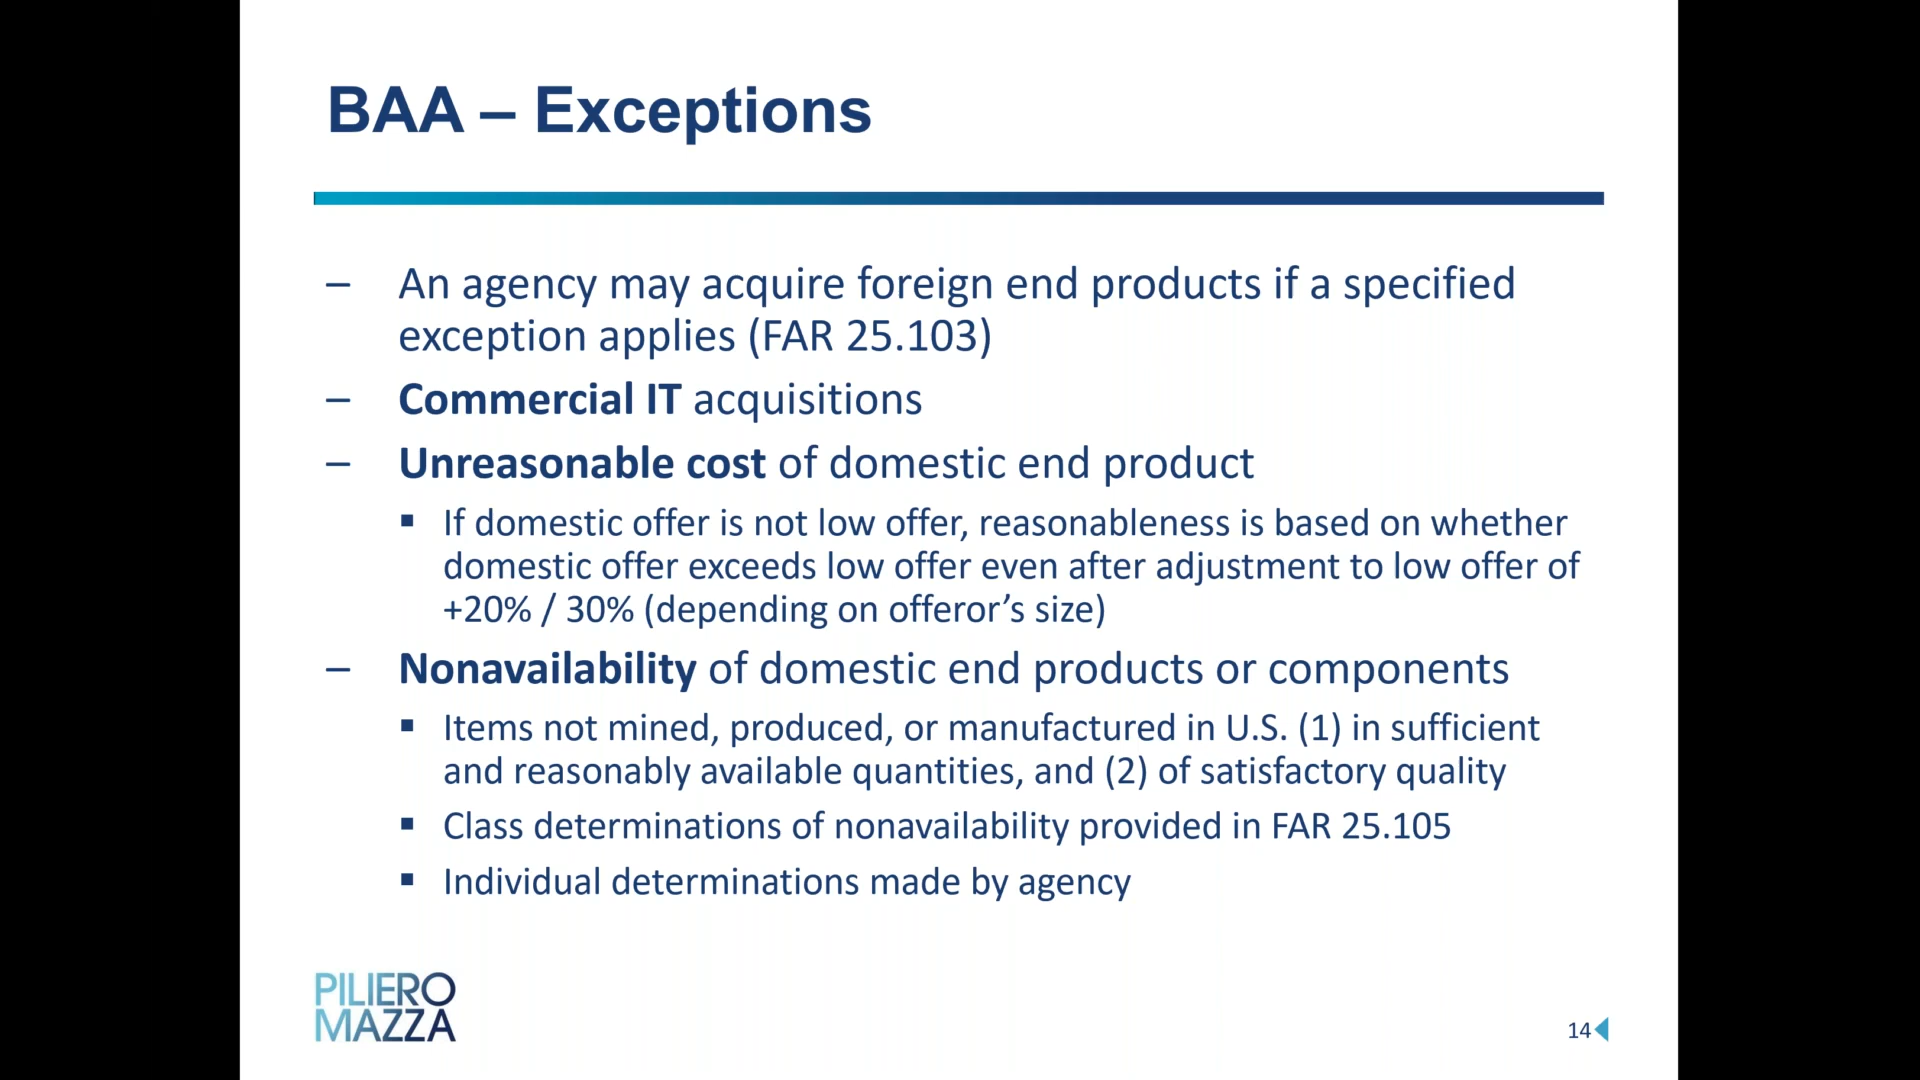 BAA – Exceptions
– An agency may acquire foreign end products if a specified
exception applies (FAR 25.103)
– Commercial IT acquisitions
– Unreasonable cost of domestic end product
▪ If domestic offer is not low offer, reasonableness is based on whether
domestic offer exceeds low offer even after adjustment to low offer of
+20% / 30% (depending on offeror’s size)
– Nonavailability of domestic end products or components
▪ Items not mined, produced, or manufactured in U.S. (1) in sufficient
and reasonably available quantities, and (2) of satisfactory quality
▪ Class determinations of nonavailability provided in FAR 25.105
▪ Individual determinations made by agency
PILIERO
MAZZA
14